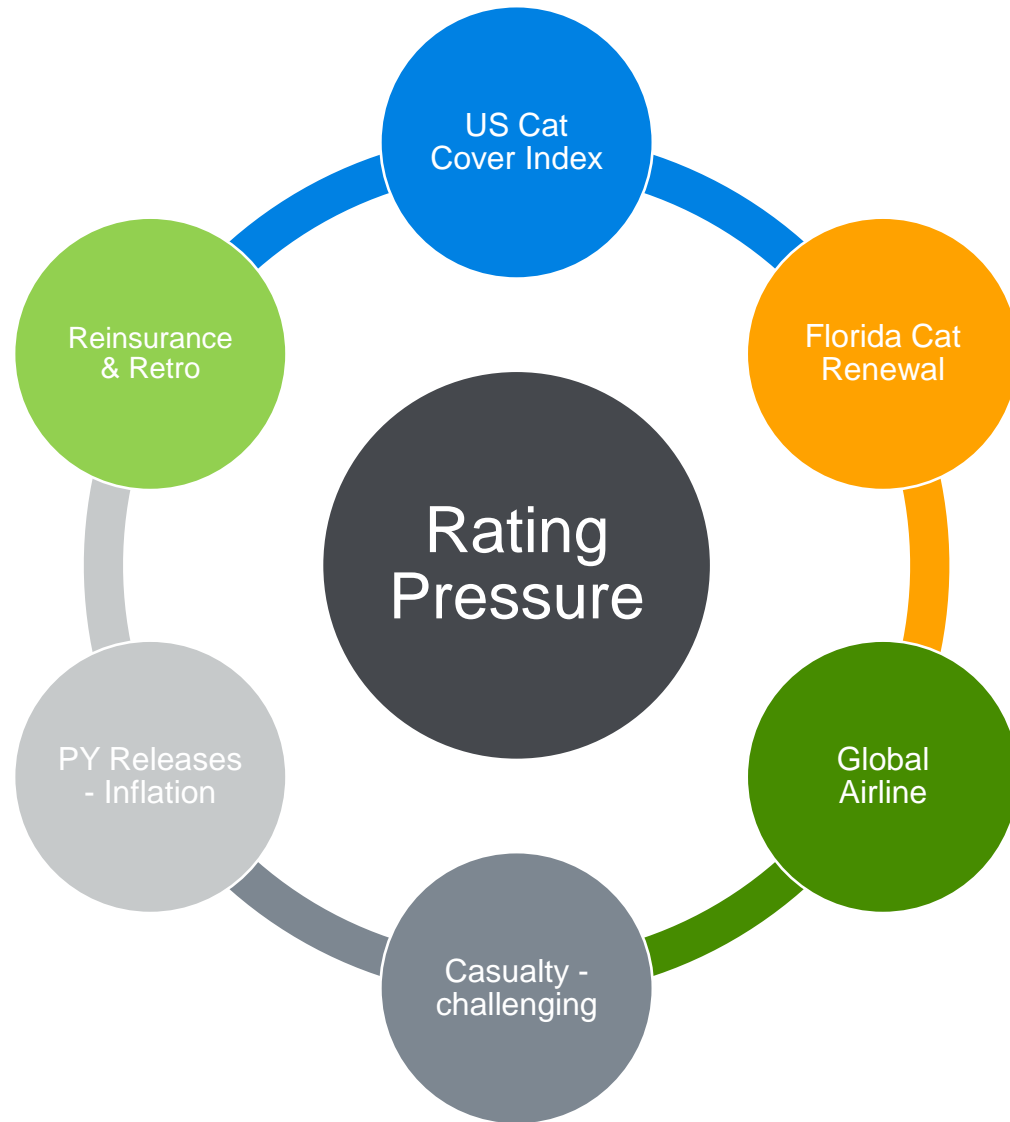 US Cat
Cover Index
Florida Cat
Renewal
Global
Airline
Casualty -
challenging
PY Releases
- Inflation
Reinsurance
& Retro
Rating
Pressure